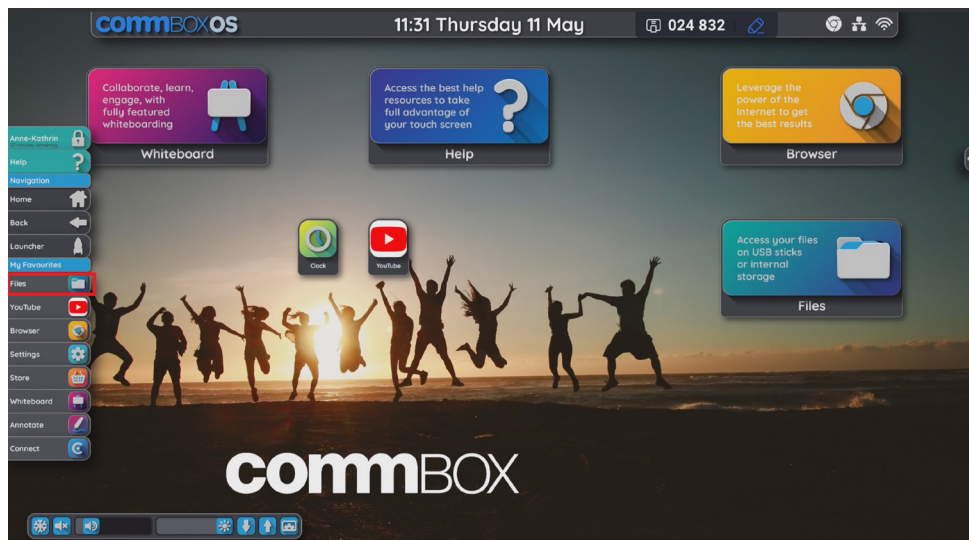 commBOXOS
11:31 Thursday 11 May
024 832
Collaborate, learn,
engage, with
fully featured
whiteboarding
Whiteboard
Access the best help
resources to take
full advantage of
your touch screen
Help
Leverage the
power of the
internet to get
the best results
Browser
Anne-Kathrin
Help
Navigation
Home
Back
Launcher
My Favourites
Files
YouTube
Browser
Settings
Store
Whiteboard
Annotate
Connect
Clock
YouTube
Access your files
on USB sticks
or internal
storage
Files
commBOX